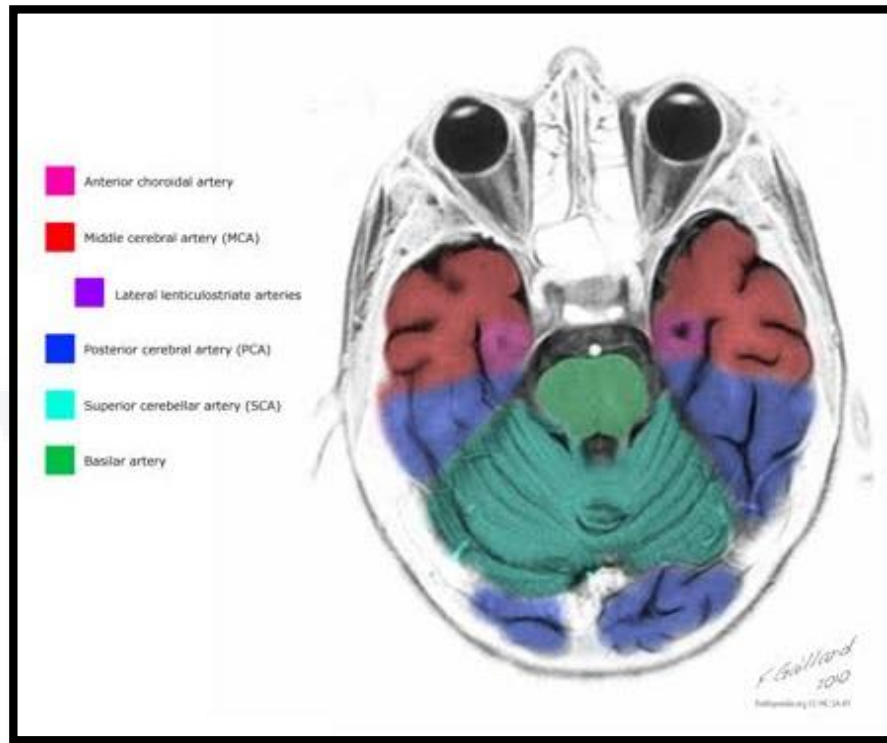 Anterior choroidal artery
Middle cerebral artery (MCA)
Lateral lenticulostriate arteries
Posterior cerebral artery (PCA)
Superior cerebellar artery (SCA)
Basilar artery
F. Gaillard
2010